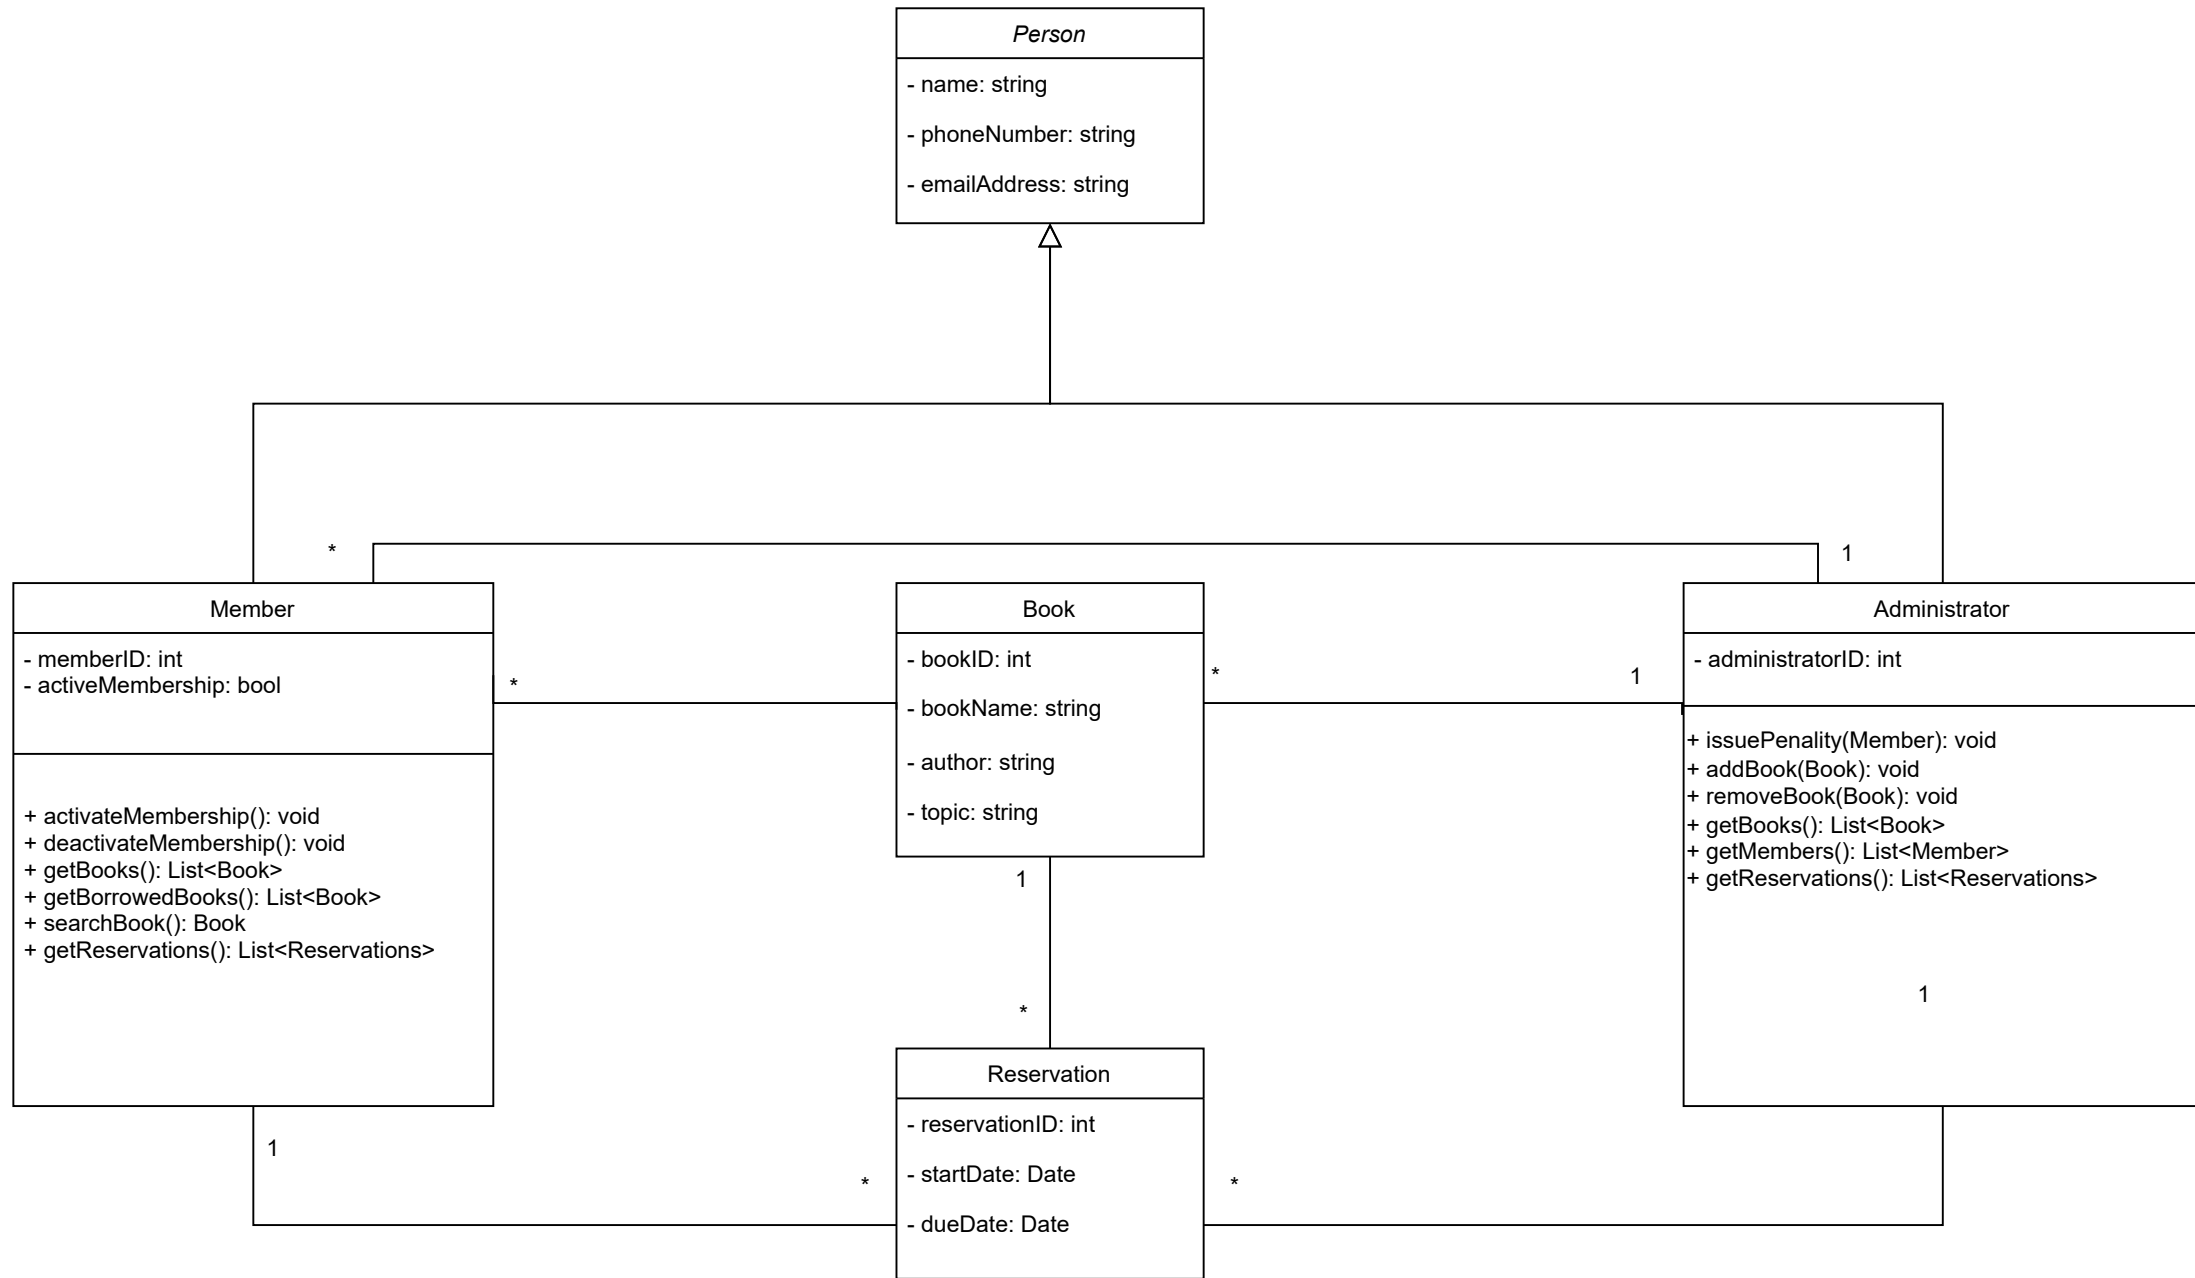 Person
- name: string
- phoneNumber: string
- emailAddress: string
*
1
Member
- memberID: int
- activeMembership: bool
+ activateMembership(): void
+ deactivateMembership(): void
+ getBooks(): List<Book>
+ getBorrowedBooks(): List<Book>
+ searchBook(): Book
+ getReservations(): List<Reservations>
*
Book
- bookID: int
- bookName: string
- author: string
- topic: string
*
1
Administrator
- administratorID: int
+ issuePenality(Member): void
+ addBook(Book): void
+ removeBook(Book): void
+ getBooks(): List<Book>
+ getMembers(): List<Member>
+ getReservations(): List<Reservations>
1
1
*
Reservation
- reservationID: int
- startDate: Date
- dueDate: Date
1
*
*